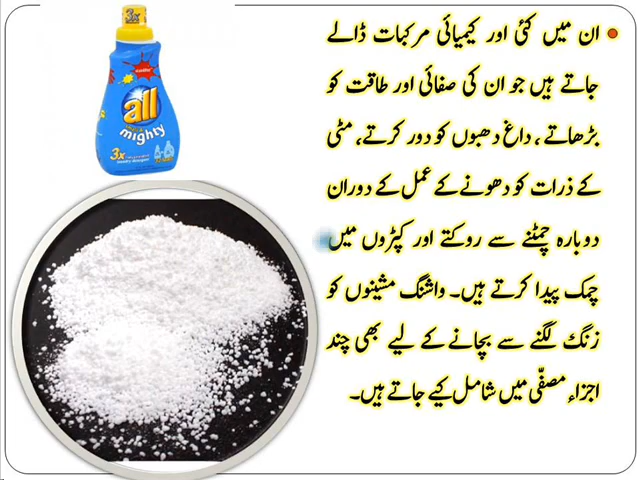 ان میں کئی اور کیمیائی مرکبات ڈالے
جاتے ہیں جو ان کی صفائی اور طاقت کو
بڑھاتے، داغ دھبوں کو دور کرتے، مٹی
کے ذرات کو دھونے کے عمل کے دوران
دوبارہ چمٹنے سے روکتے اور کپڑوں میں
چمک پیدا کرتے ہیں۔ واشنگ مشینوں کو
زنگ لگنے سے بچانے کے لیے بھی چند
اجزاء مصفّی میں شامل کیے جاتے ہیں۔
3x
all
mighty
3x